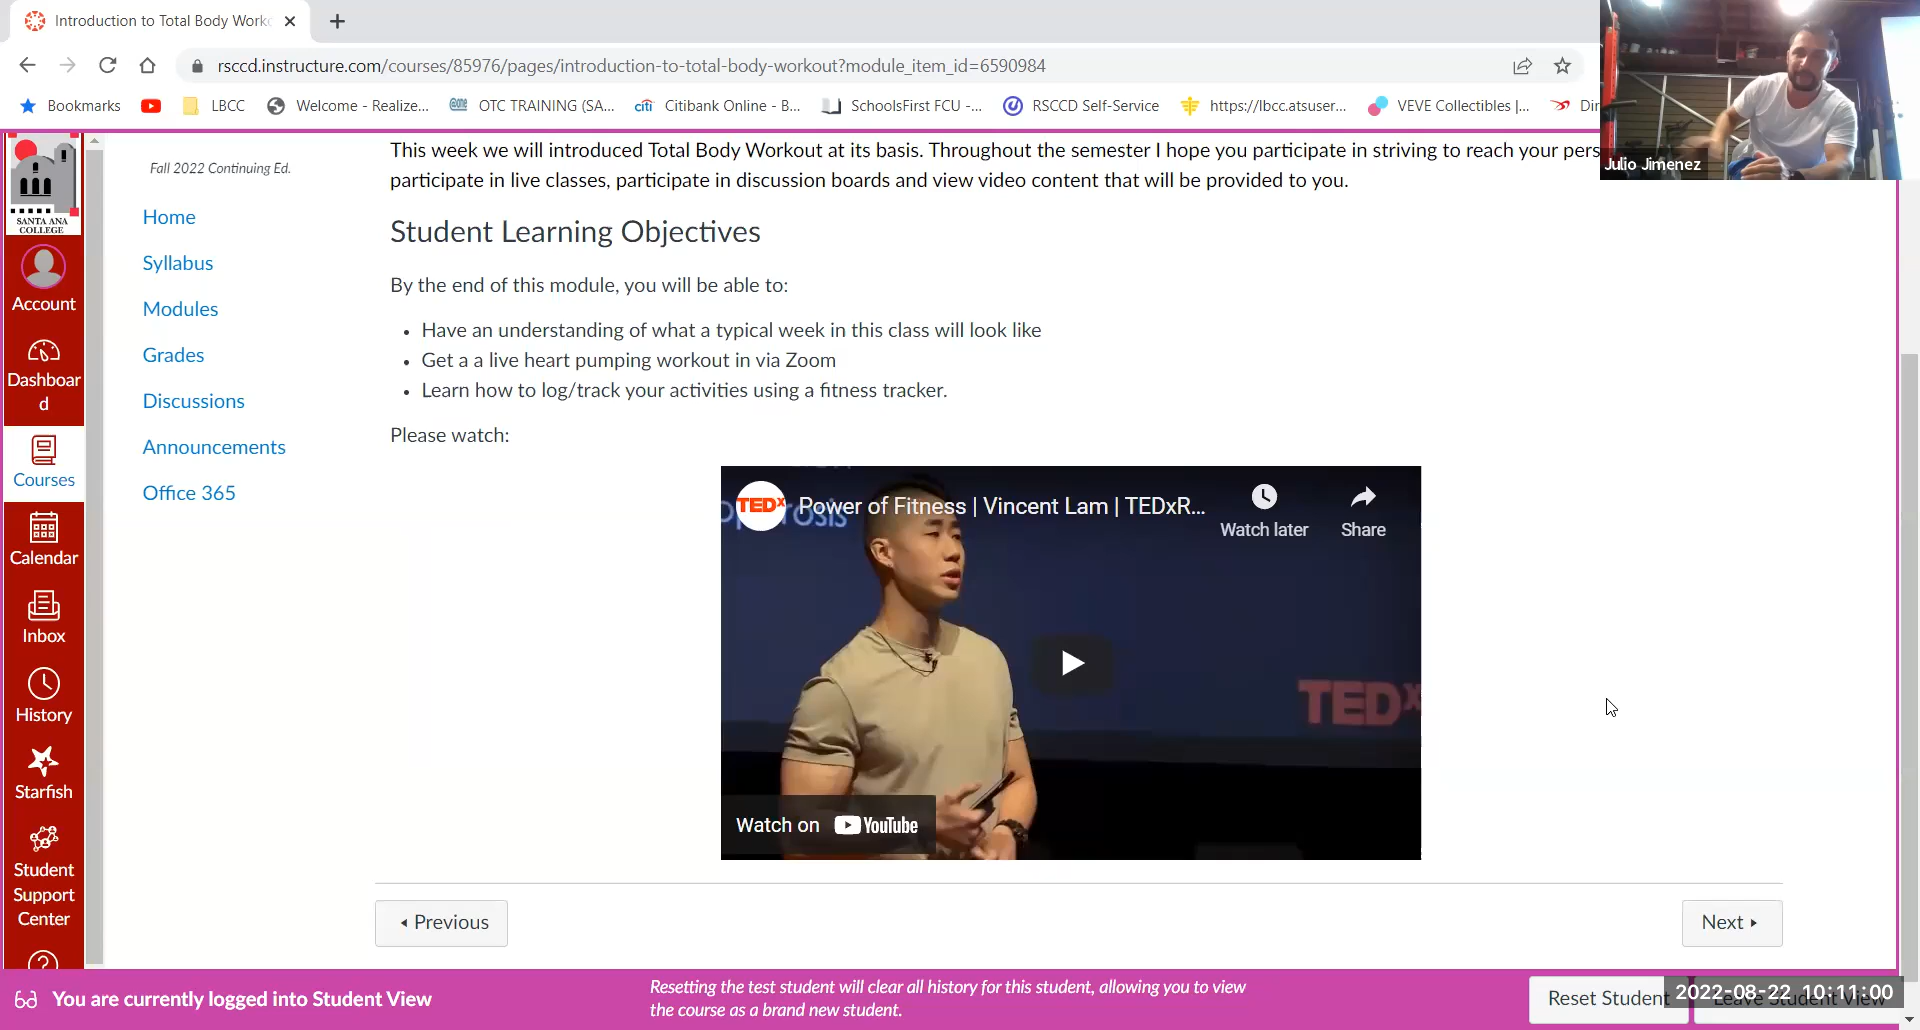 Introduction to Total Body Work
rsccd.instructure.com/courses/85976/pages/introduction-to-total-body-workout?module_item_id=6590984
Bookmarks LBCC Welcome - Realize... OTC TRAINING (SA... citi Citibank Online - B... SchoolsFirst FCU -... RSCCD Self-Service https://lbcc.atsuser... VEVE Collectibles |... Dir
Julio Jimenez
SANTA ANA
COLLEGE
Account
Dashboar
d
Courses
Calendar
Inbox
History
Starfish
Student
Support
Center
Fall 2022 Continuing Ed.
Home
Syllabus
Modules
Grades
Discussions
Announcements
Office 365
This week we will introduced Total Body Workout at its basis. Throughout the semester I hope you participate in striving to reach your pers
participate in live classes, participate in discussion boards and view video content that will be provided to you.
Student Learning Objectives
By the end of this module, you will be able to:
• Have an understanding of what a typical week in this class will look like
• Get a a live heart pumping workout in via Zoom
• Learn how to log/track your activities using a fitness tracker.
Please watch:
TEDx Power of Fitness | Vincent Lam | TEDxR...
Watch later
Share
TEDx
Watch on YouTube
Previous
Next
You are currently logged into Student View
Resetting the test student will clear all history for this student, allowing you to view
the course as a brand new student.
Reset Student
Leave Student View
2022-08-22 10:11:00